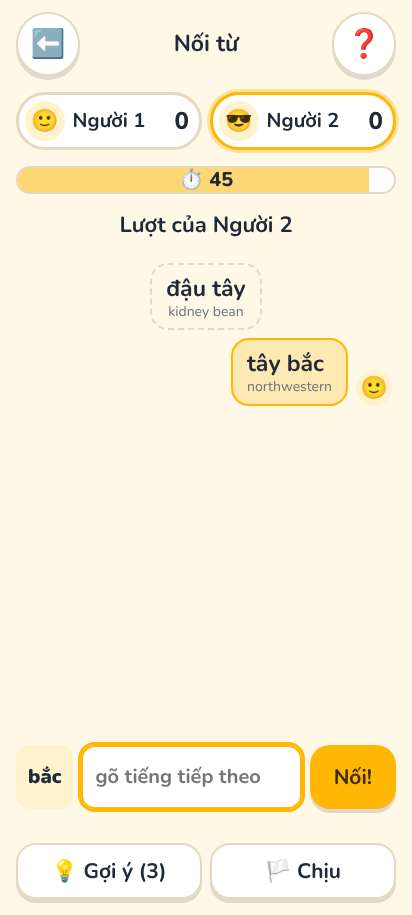 Nối từ
Người 1 0
Người 2 0
45
Lượt của Người 2
đậu tây
kidney bean
tây bắc
northwestern
bắc
gõ tiếng tiếp theo
Nối!
Gợi ý (3)
Chịu